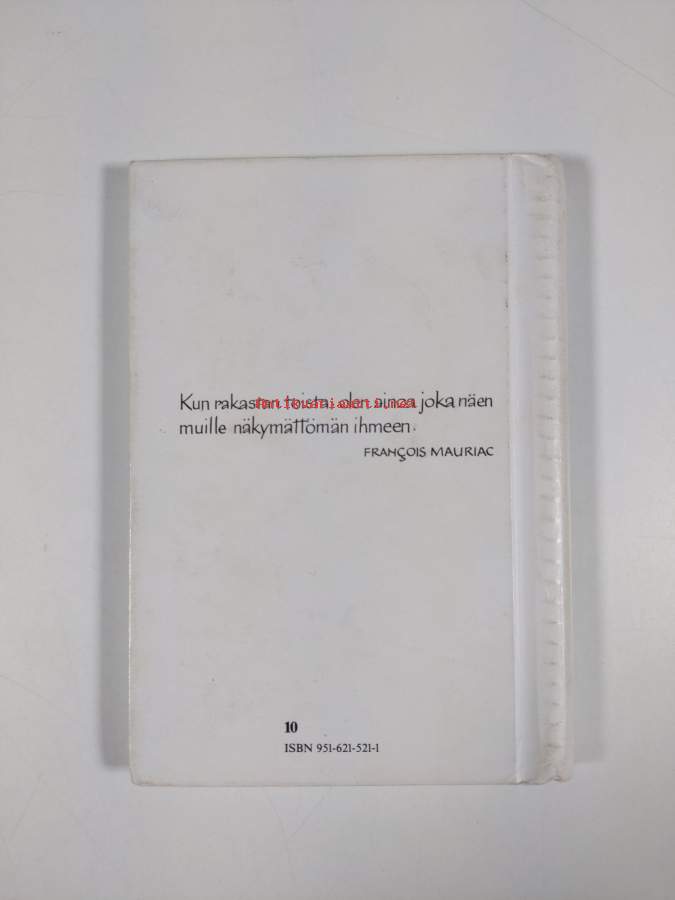 Kun rakastan toista, olen ainoa joka näen
muille näkymättömän ihmeen.
FRANÇOIS MAURIAC
10
ISBN 951-621-521-1